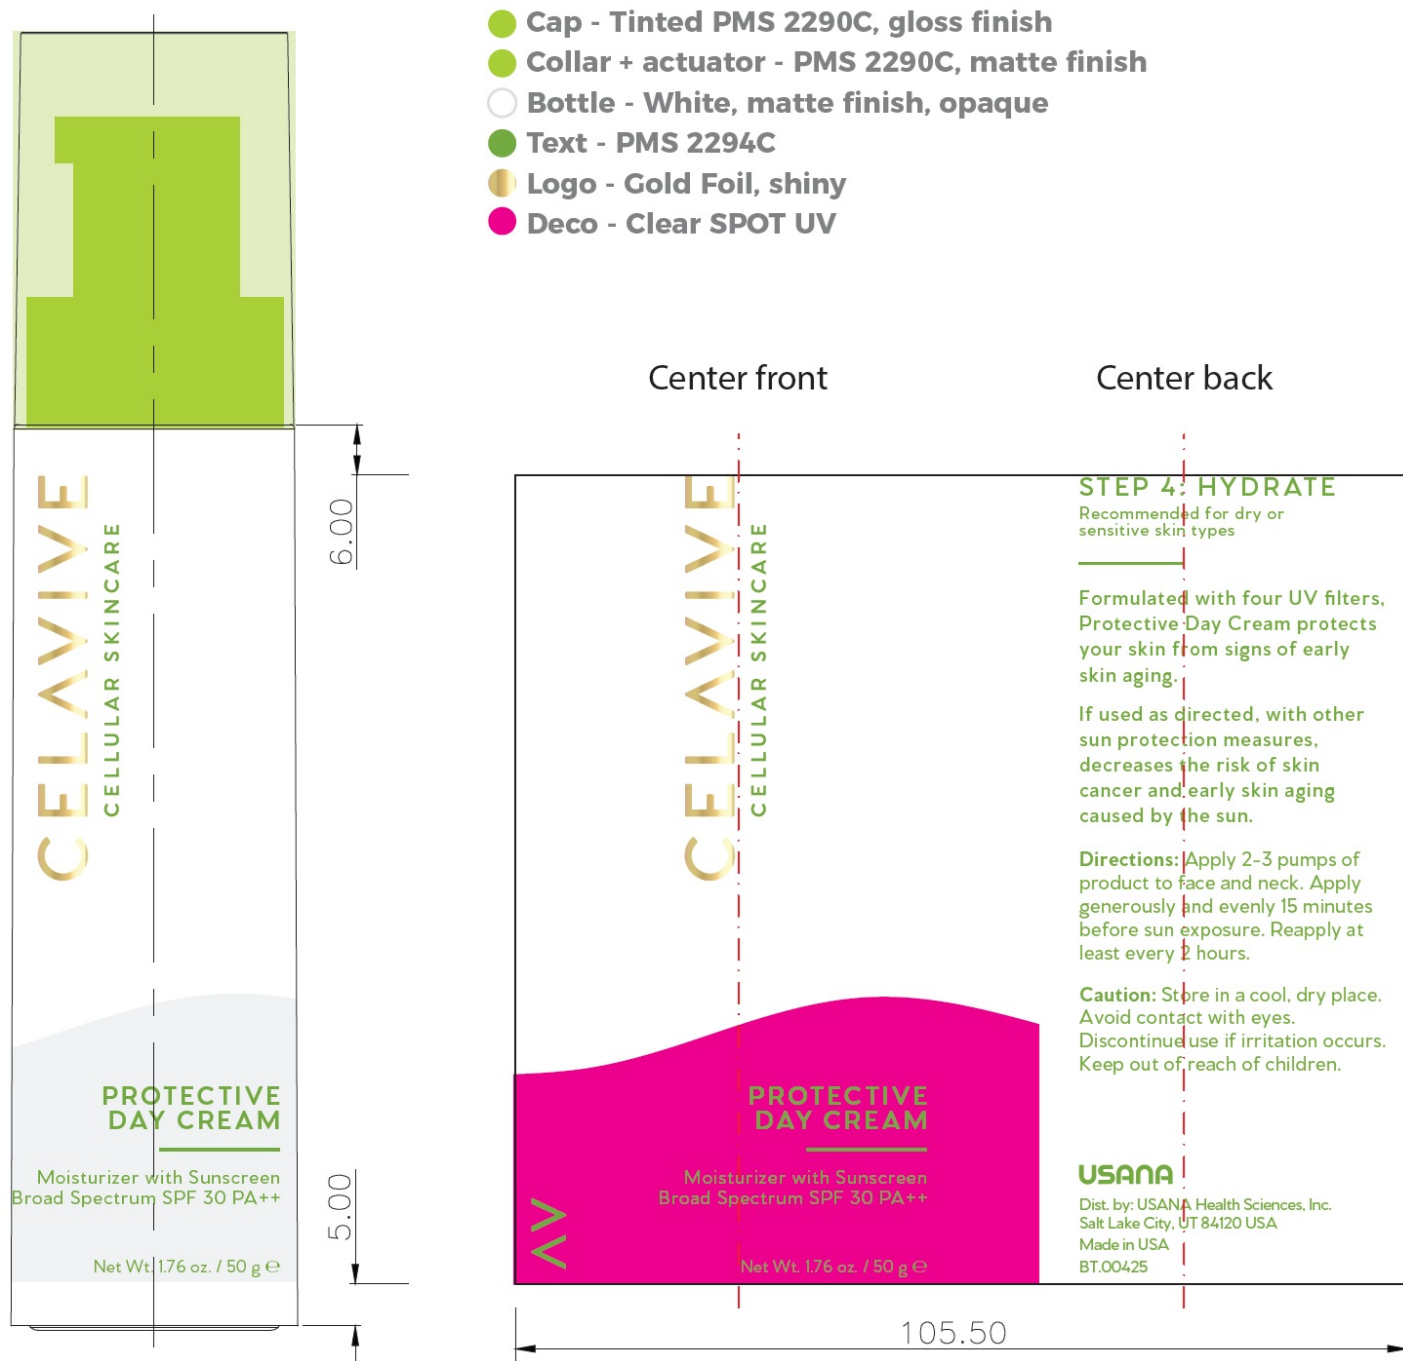 Cap - Tinted PMS 2290C, gloss finish
Collar + actuator - PMS 2290C, matte finish
Bottle - White, matte finish, opaque
Text - PMS 2294C
Logo - Gold Foil, shiny
Deco - Clear SPOT UV
CELAVIVE
CELLULAR SKINCARE
PROTECTIVE
DAY CREAM
Moisturizer with Sunscreen
Broad Spectrum SPF 30 PA++
Net Wt. 1.76 oz. / 50 g ℮
6.00
5.00
Center front
CELAVIVE
CELLULAR SKINCARE
PROTECTIVE
DAY CREAM
Moisturizer with Sunscreen
Broad Spectrum SPF 30 PA++
Net Wt. 1.76 oz. / 50 g ℮
Center back
STEP 4: HYDRATE
Recommended for dry or
sensitive skin types
Formulated with four UV filters,
Protective Day Cream protects
your skin from signs of early
skin aging.
If used as directed, with other
sun protection measures,
decreases the risk of skin
cancer and early skin aging
caused by the sun.
Directions: Apply 2-3 pumps of
product to face and neck. Apply
generously and evenly 15 minutes
before sun exposure. Reapply at
least every 2 hours.
Caution: Store in a cool, dry place.
Avoid contact with eyes.
Discontinue use if irritation occurs.
Keep out of reach of children.
USANA
Dist. by: USANA Health Sciences, Inc.
Salt Lake City, UT 84120 USA
Made in USA
BT.00425
105.50